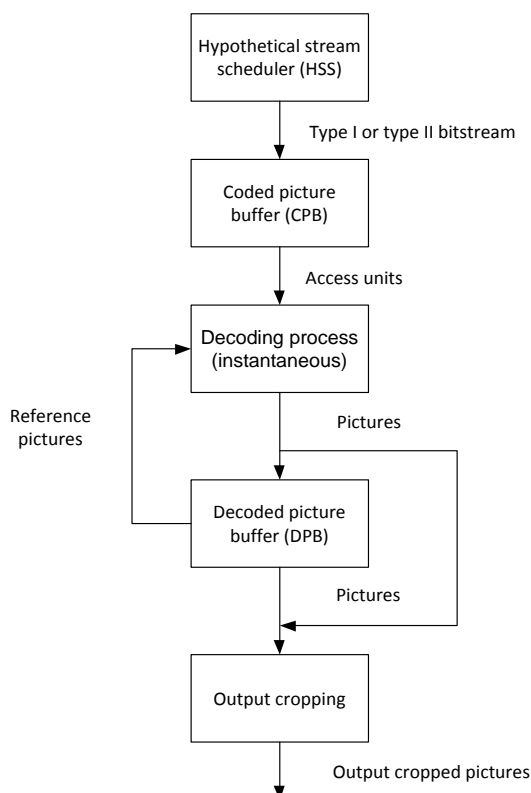 Hypothetical stream
scheduler (HSS)
Type I or type II bitstream
Coded picture
buffer (CPB)
Access units
Decoding process
(instantaneous)
Reference
pictures
Pictures
Decoded picture
buffer (DPB)
Pictures
Output cropping
Output cropped pictures